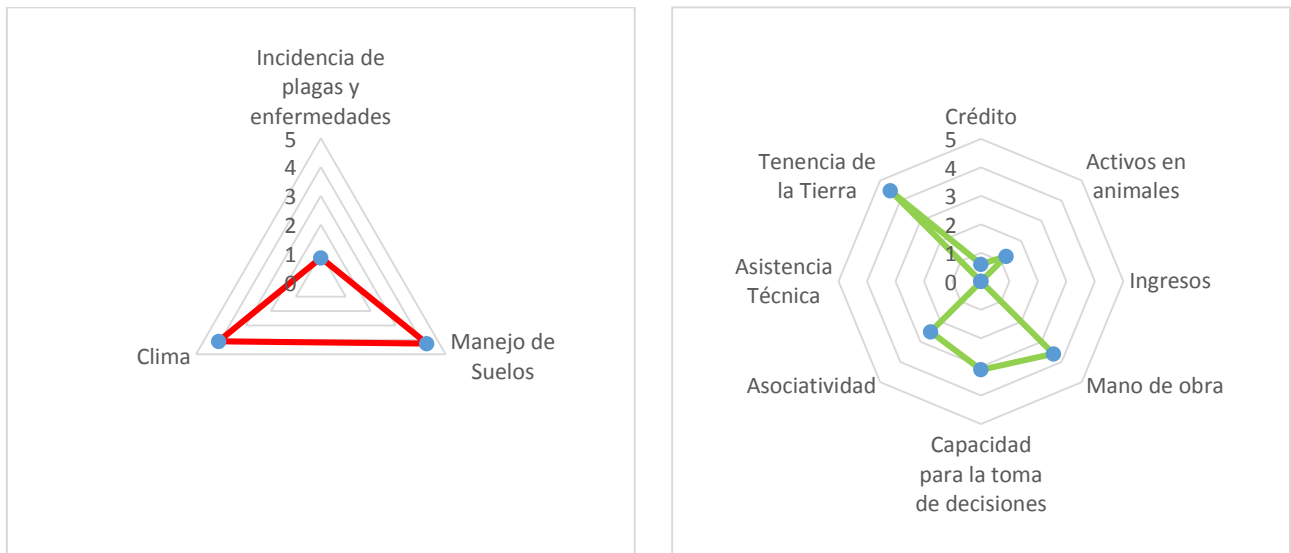 Incidencia de
plagas y
enfermedades
5
4
3
2
1
0
Clima
Manejo de
Suelos
Crédito
5
4
3
2
1
0
Activos en
animales
Ingresos
Mano de obra
Capacidad
para la toma
de decisiones
Asociatividad
Asistencia
Técnica
Tenencia de
la Tierra